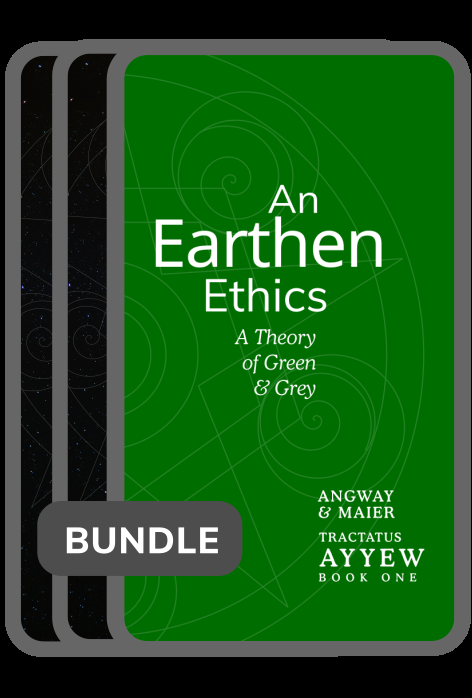 An
Earthen
Ethics
A Theory
of Green
& Grey
BUNDLE
ANGWAY
& MAIER
TRACTATUS
AYYEW
BOOK ONE